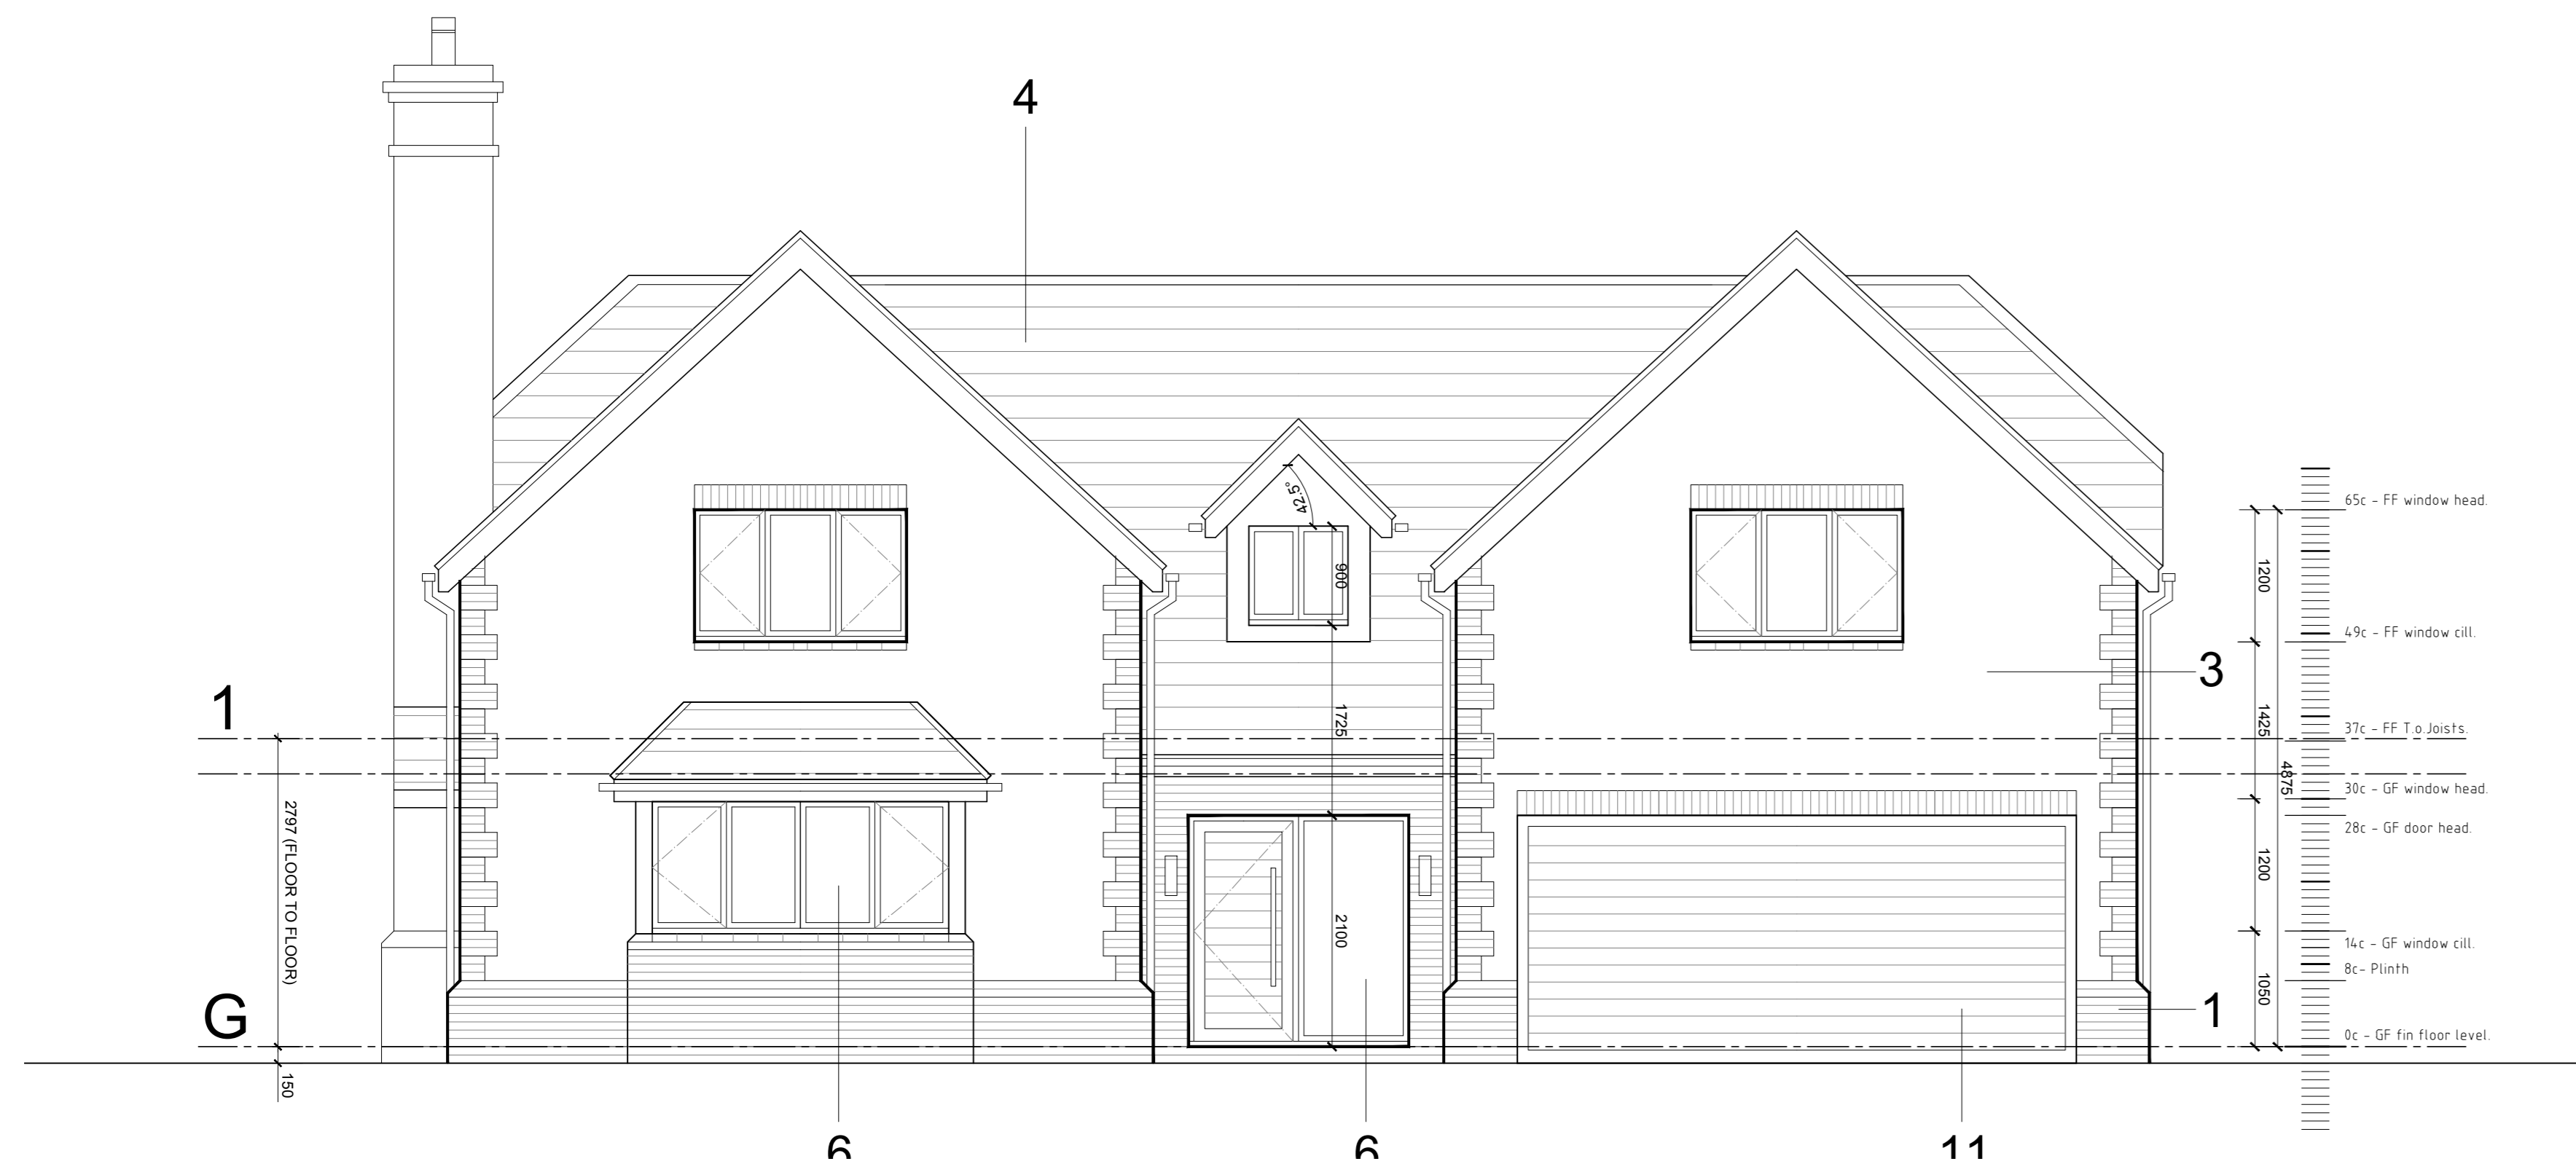 4
42.5°
900
1725
2100
1
2797 (FLOOR TO FLOOR)
G
150
3
1
1200
1425
1200
1050
4875
65c - FF window head.
49c - FF window cill.
37c - FF T.o.Joists.
30c - GF window head.
28c - GF door head.
14c - GF window cill.
8c- Plinth
0c - GF fin floor level.
6
6
11